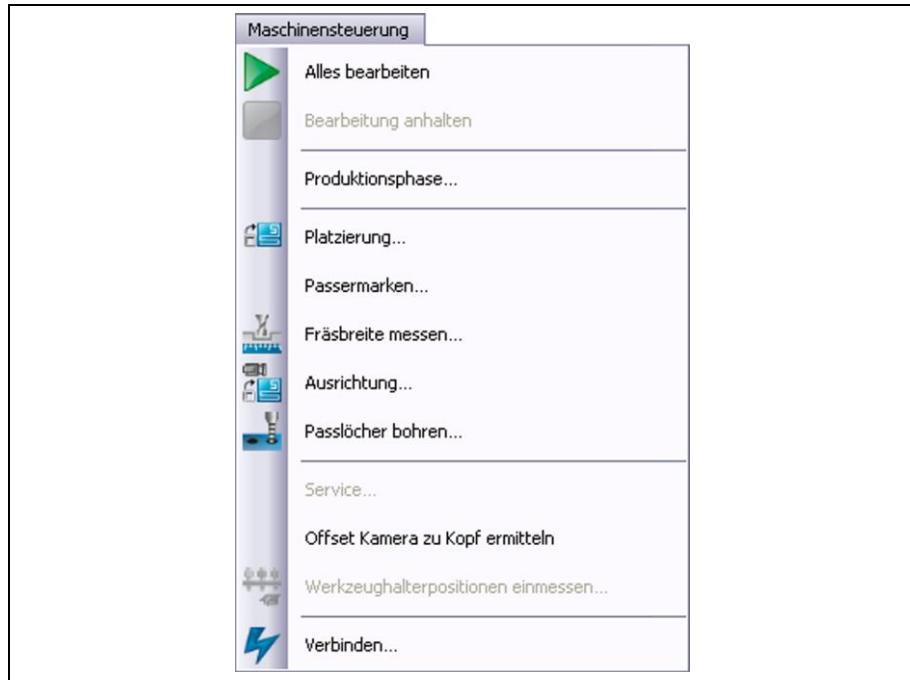 Maschinensteuerung
Alles bearbeiten
Bearbeitung anhalten
Produktionsphase...
Platzierung...
Passermarken...
Fräsbreite messen...
Ausrichtung...
Passlöcher bohren...
Service...
Offset Kamera zu Kopf ermitteln
Werkzeughalterpositionen einmessen...
Verbinden...